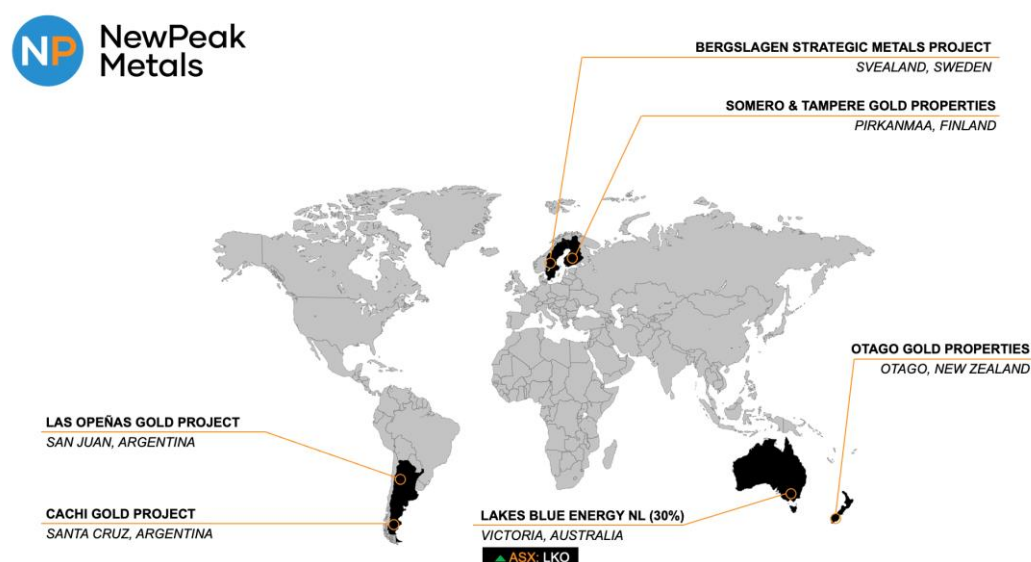 NP NewPeak
Metals
BERGSLAGEN STRATEGIC METALS PROJECT
SVEALAND, SWEDEN
SOMERO & TAMPERE GOLD PROPERTIES
PIRKANMAA, FINLAND
OTAGO GOLD PROPERTIES
OTAGO, NEW ZEALAND
LAS OPEÑAS GOLD PROJECT
SAN JUAN, ARGENTINA
CACHI GOLD PROJECT
SANTA CRUZ, ARGENTINA
LAKES BLUE ENERGY NL (30%)
VICTORIA, AUSTRALIA
ASX: LKO